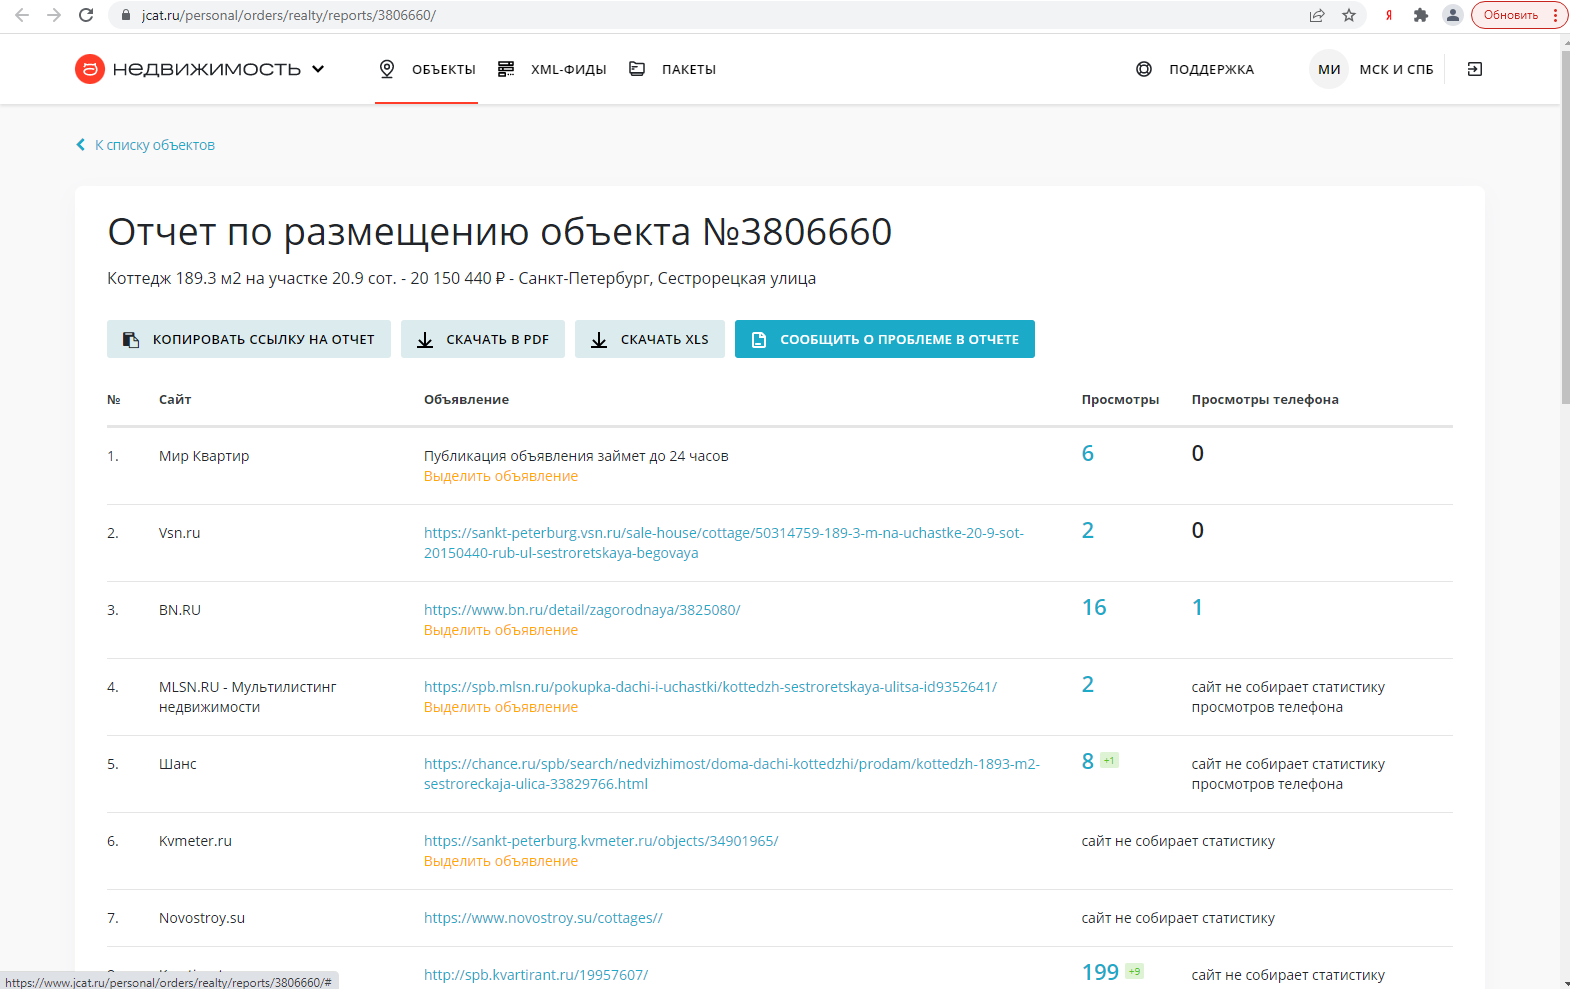 jcat.ru/personal/orders/realty/reports/3806660/
Я
Обновить
недвижимость
ОБЪЕКТЫ
XML-ФИДЫ
ПАКЕТЫ
ПОДДЕРЖКА
МИ
МСК И СПБ
К списку объектов
Отчет по размещению объекта №3806660
Коттедж 189.3 м2 на участке 20.9 сот. - 20 150 440 ₽ - Санкт-Петербург, Сестрорецкая улица
КОПИРОВАТЬ ССЫЛКУ НА ОТЧЕТ
СКАЧАТЬ В PDF
СКАЧАТЬ XLS
СООБЩИТЬ О ПРОБЛЕМЕ В ОТЧЕТЕ
№ Сайт Объявление Просмотры Просмотры телефона
1. Мир Квартир Публикация объявления займет до 24 часов 6 0
Выделить объявление
2. Vsn.ru https://sankt-peterburg.vsn.ru/sale-house/cottage/50314759-189-3-m-na-uchastke-20-9-sot- 2 0
20150440-rub-ul-sestroretskaya-begovaya
3. BN.RU https://www.bn.ru/detail/zagorodnaya/3825080/ 16 1
Выделить объявление
4. MLSN.RU - Мультилистинг https://spb.mlsn.ru/pokupka-dachi-i-uchastki/kottedzh-sestroretskaya-ulitsa-id9352641/ 2 сайт не собирает статистику
недвижимости Выделить объявление просмотров телефона
5. Шанс https://chance.ru/spb/search/nedvizhimost/doma-dachi-kottedzhi/prodam/kottedzh-1893-m2- 8 +1 сайт не собирает статистику
sestroreckaja-ulica-33829766.html просмотров телефона
6. Kvmeter.ru https://sankt-peterburg.kvmeter.ru/objects/34901965/ сайт не собирает статистику
Выделить объявление
7. Novostroy.su https://www.novostroy.su/cottages// сайт не собирает статистику
http://spb.kvartirant.ru/19957607/ 199 +9 сайт не собирает статистику
https://www.jcat.ru/personal/orders/realty/reports/3806660/#